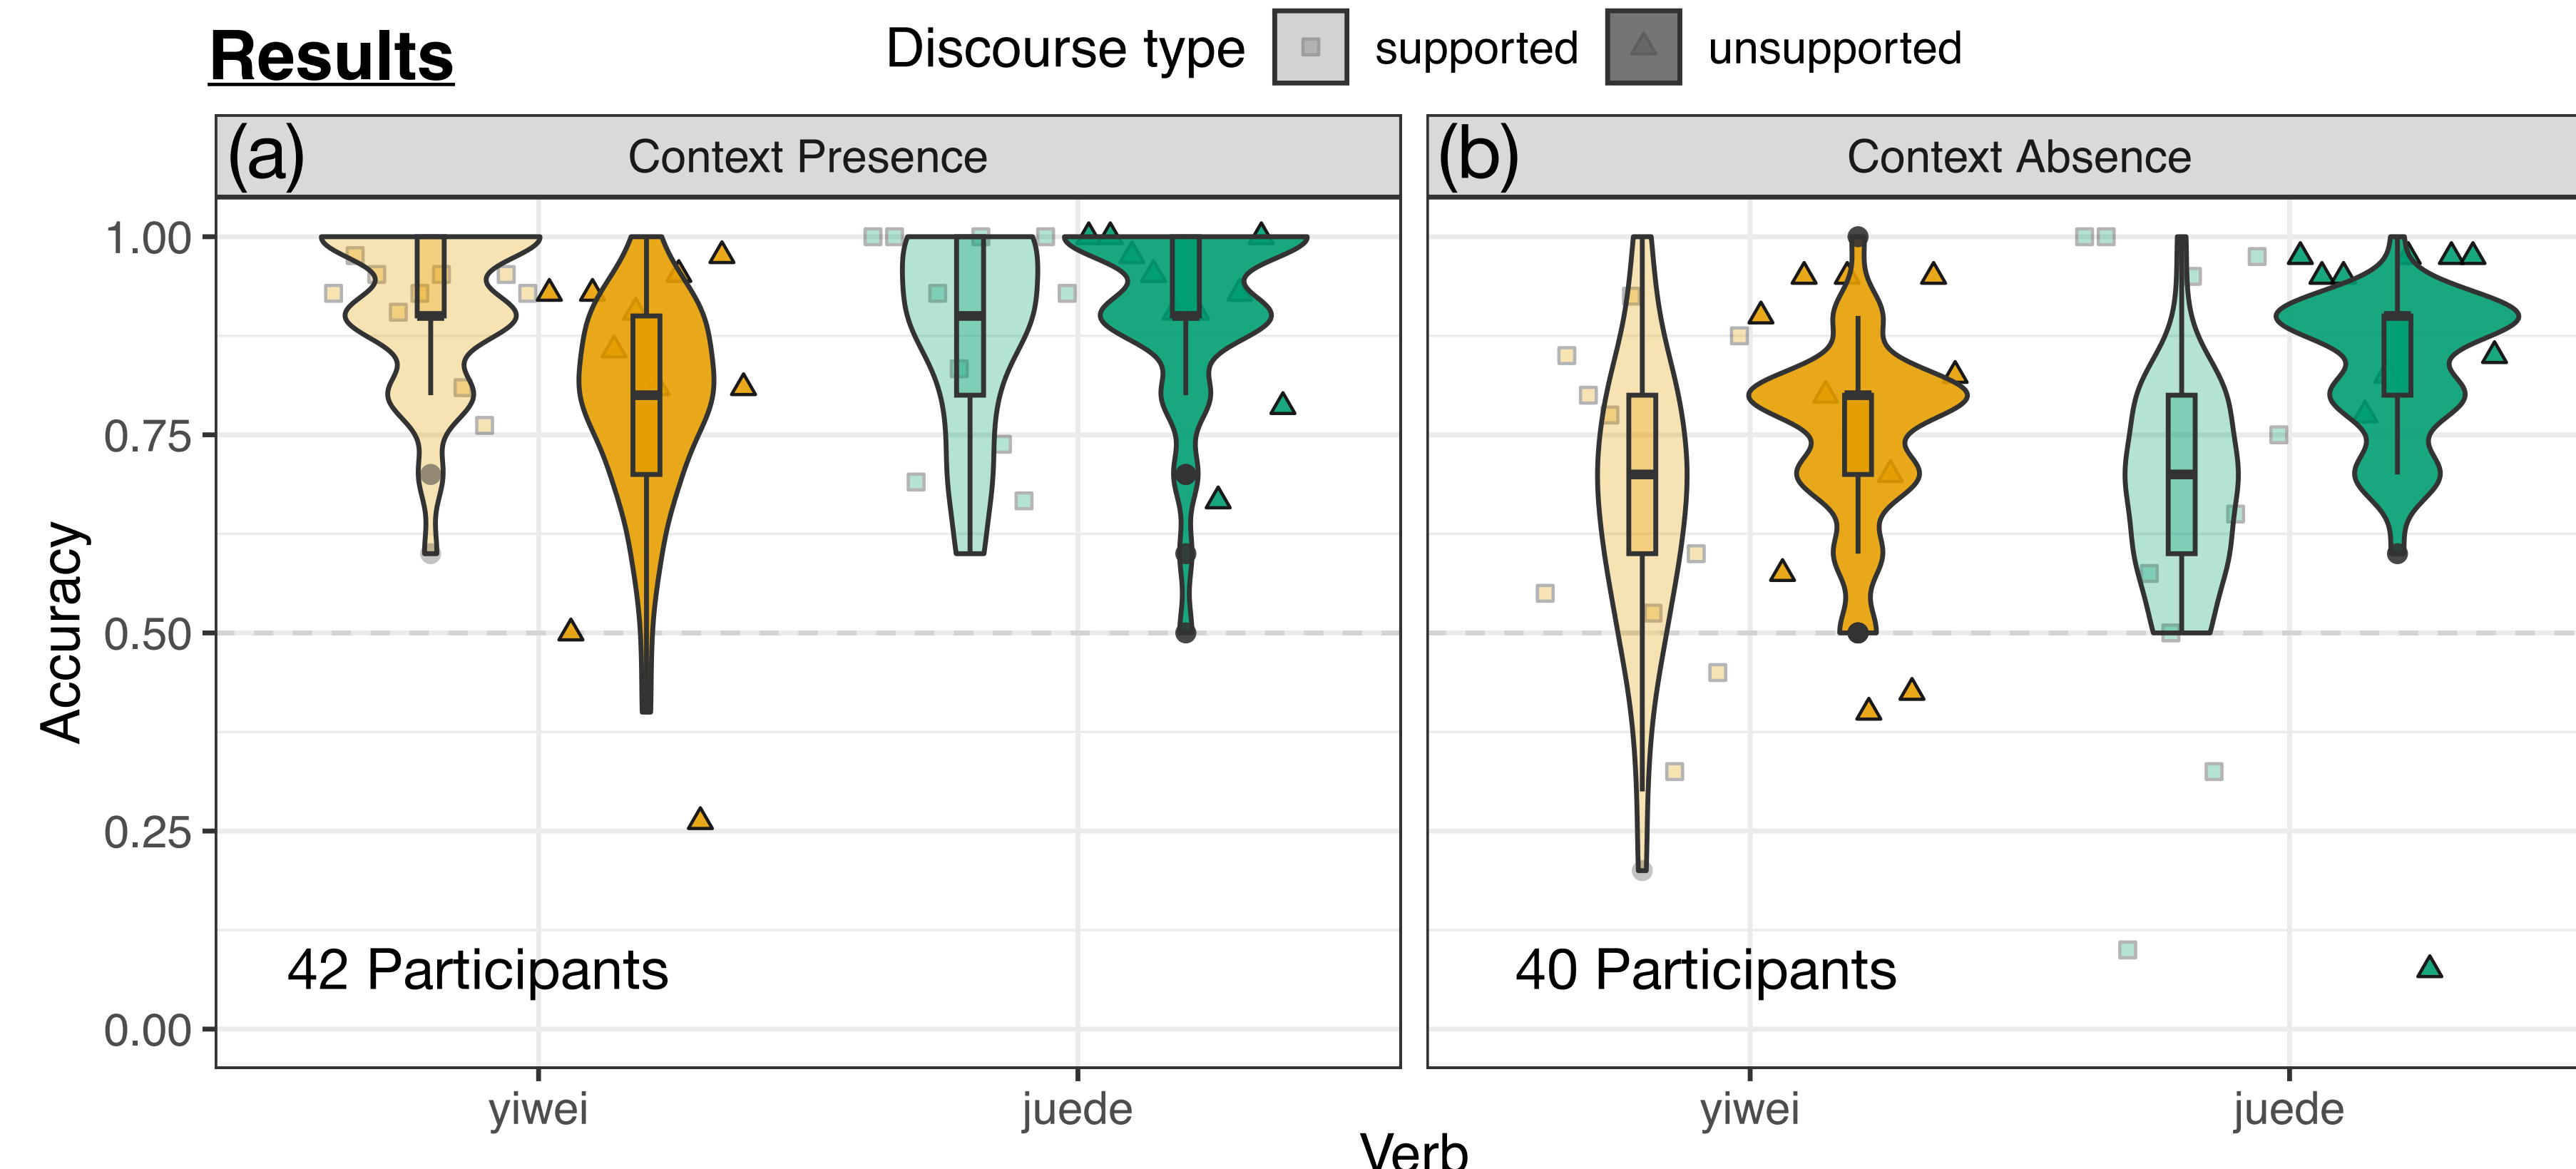 Results
Discourse type supported unsupported
(a) Context Presence
(b) Context Absence
Accuracy
1.00
0.75
0.50
0.25
0.00
42 Participants
40 Participants
yiwei juede
yiwei juede
Verb